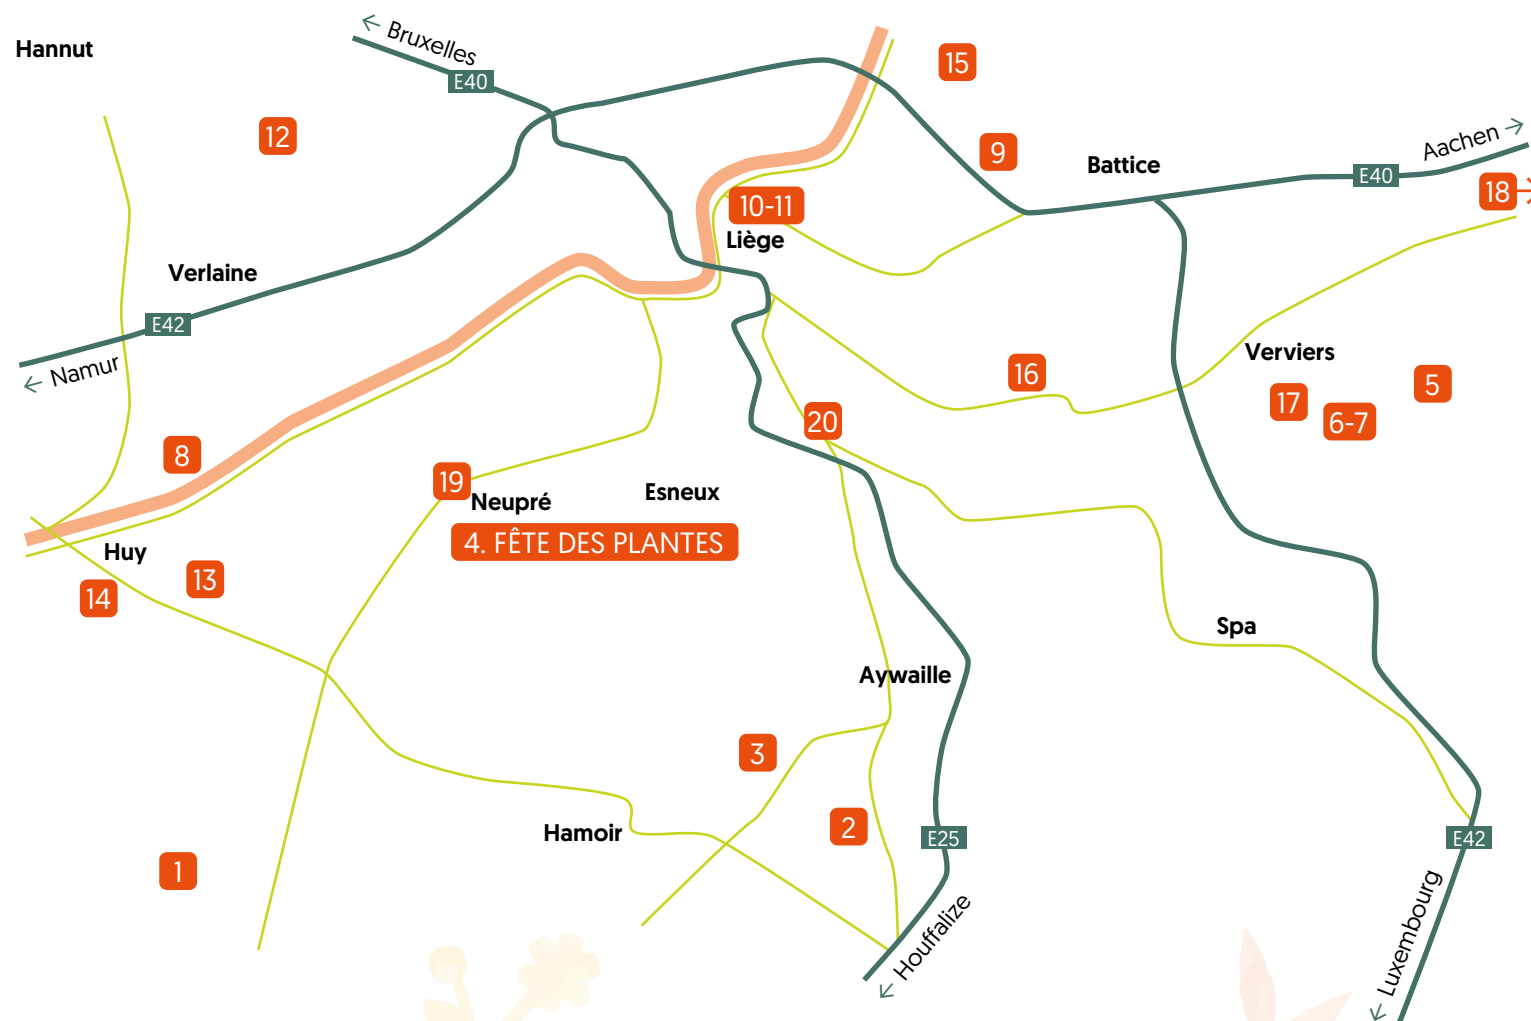 ← Bruxelles
Hannut
15
E40
12
Aachen →
9
Battice
E40
18→
10-11
Liège
Verlaine
E42
← Namur
Verviers
16
5
17
6-7
20
8
19
Neupré
Esneux
4. FÊTE DES PLANTES
Huy
13
14
Spa
Aywaille
3
2
Hamoir
E25
E42
1
← Houffalize
← Luxembourg